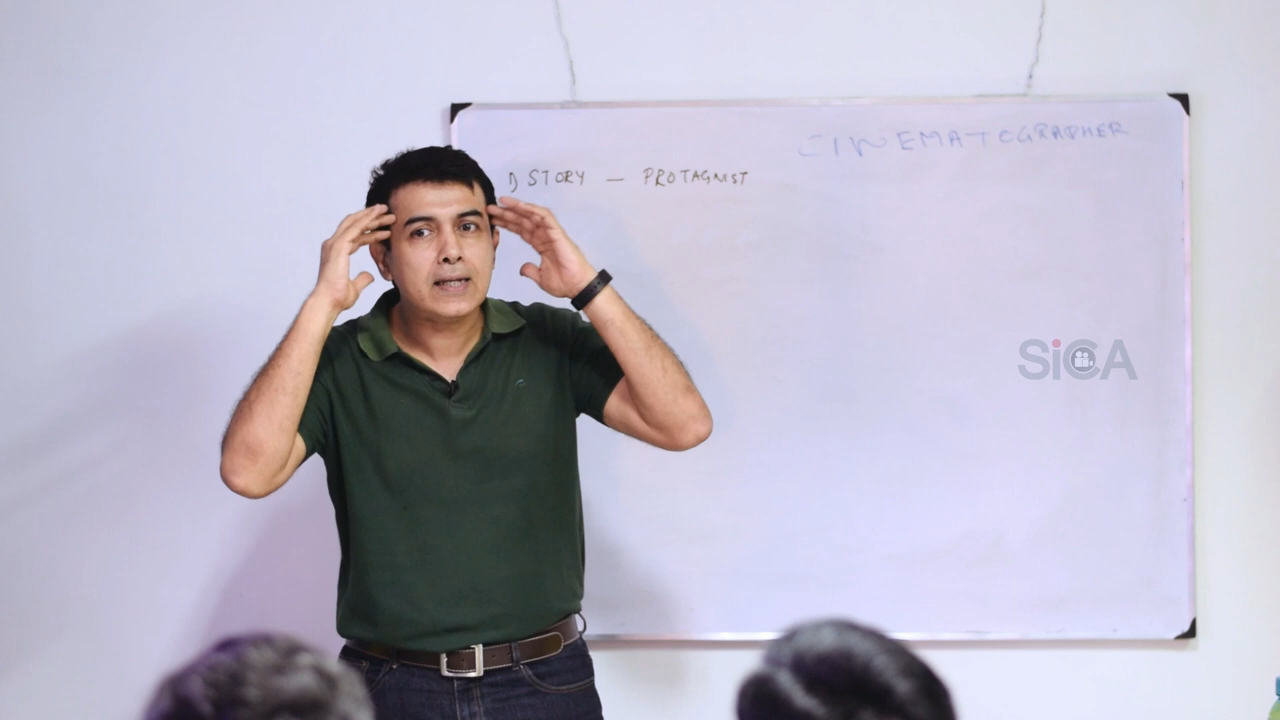 CINEMATOGRAPHER
1) STORY — PROTAGNIST
SiCA